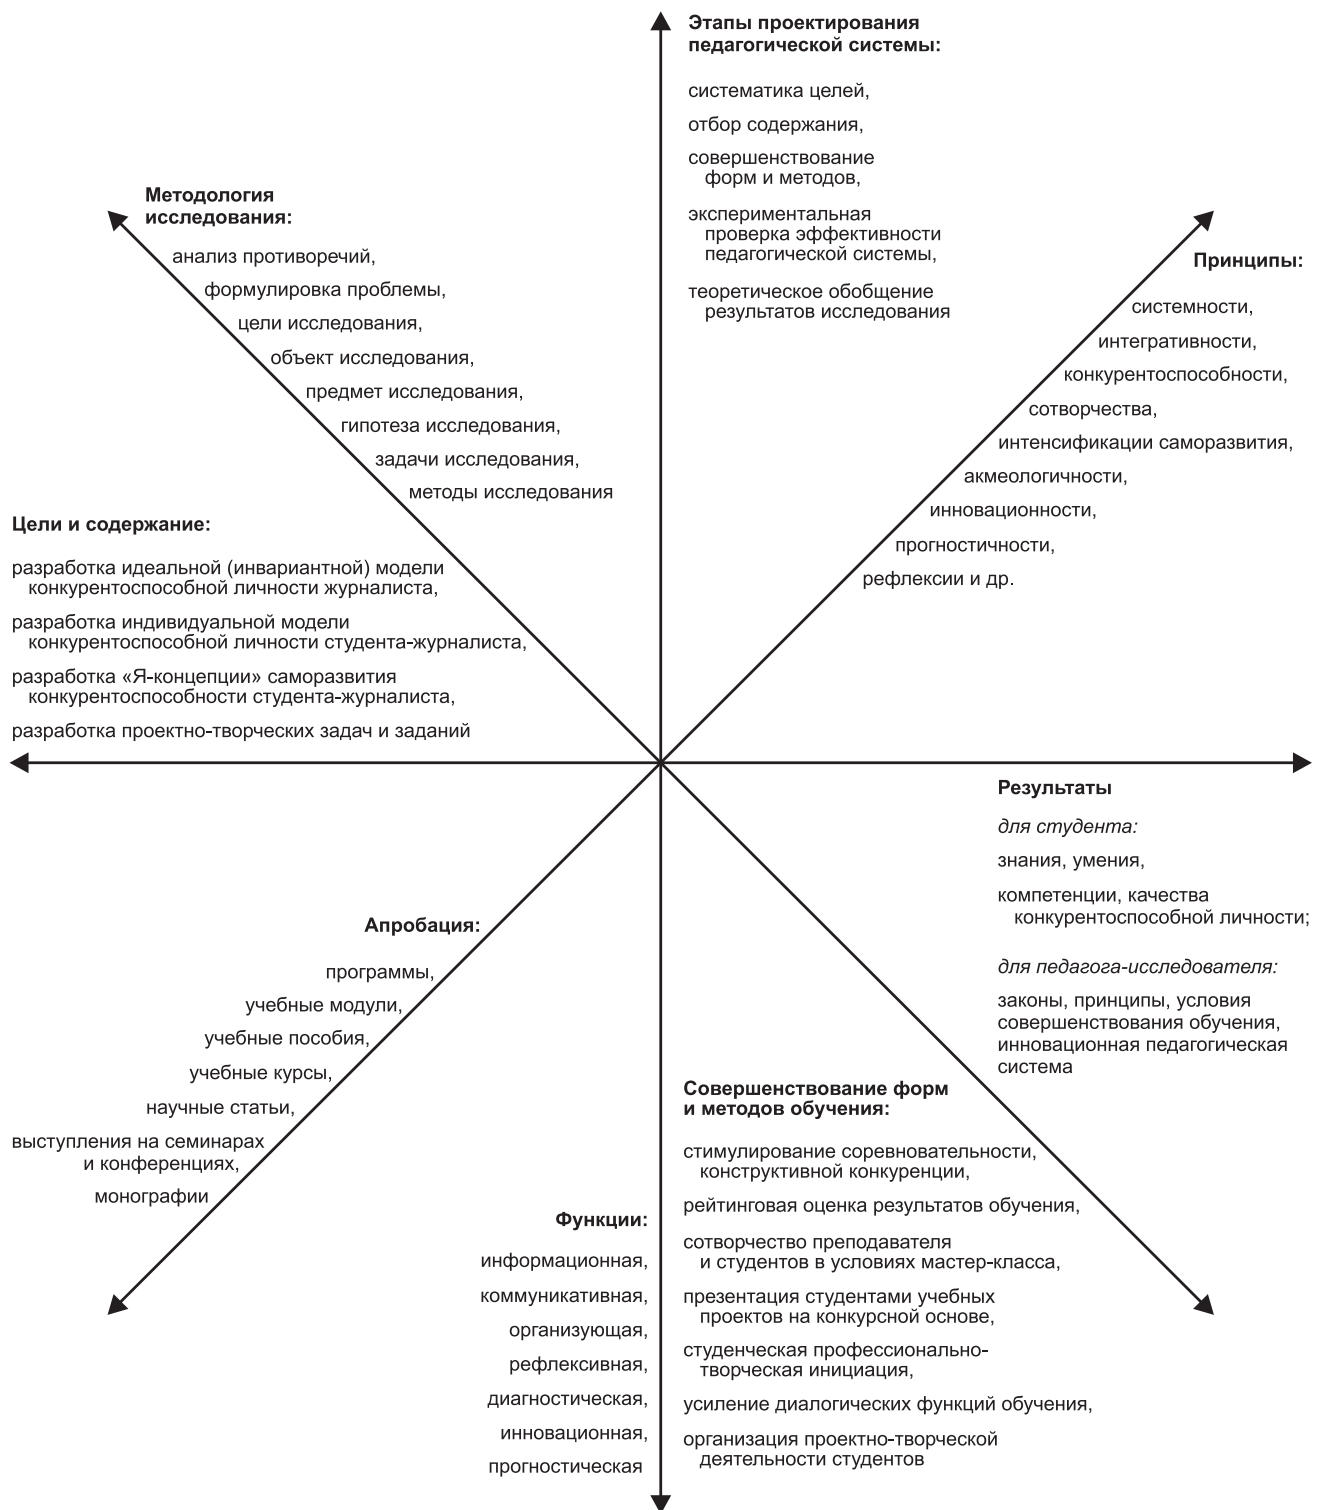 Этапы проектирования
педагогической системы:
систематика целей,
отбор содержания,
совершенствование
форм и методов,
экспериментальная
проверка эффективности
педагогической системы,
теоретическое обобщение
результатов исследования
Методология
исследования:
анализ противоречий,
формулировка проблемы,
цели исследования,
объект исследования,
предмет исследования,
гипотеза исследования,
задачи исследования,
методы исследования
Принципы:
системности,
интегративности,
конкурентоспособности,
сотворчества,
интенсификации саморазвития,
акмеологичности,
инновационности,
прогностичности,
рефлексии и др.
Цели и содержание:
разработка идеальной (инвариантной) модели
конкурентоспособной личности журналиста,
разработка индивидуальной модели
конкурентоспособной личности студента-журналиста,
разработка «Я-концепции» саморазвития
конкурентоспособности студента-журналиста,
разработка проектно-творческих задач и заданий
Результаты
для студента:
знания, умения,
компетенции, качества
конкурентоспособной личности;
для педагога-исследователя:
законы, принципы, условия
совершенствования обучения,
инновационная педагогическая
система
Апробация:
программы,
учебные модули,
учебные пособия,
учебные курсы,
научные статьи,
выступления на семинарах
и конференциях,
монографии
Функции:
информационная,
коммуникативная,
организующая,
рефлексивная,
диагностическая,
инновационная,
прогностическая
Совершенствование форм
и методов обучения:
стимулирование соревновательности,
конструктивной конкуренции,
рейтинговая оценка результатов обучения,
сотворчество преподавателя
и студентов в условиях мастер-класса,
презентация студентами учебных
проектов на конкурсной основе,
студенческая профессионально-
творческая инициация,
усиление диалогических функций обучения,
организация проектно-творческой
деятельности студентов